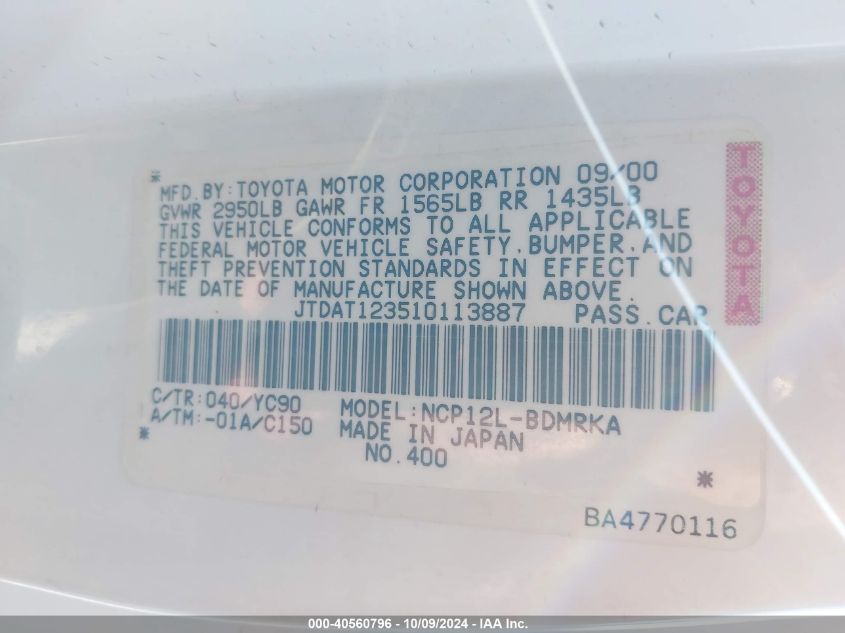 *
MFD.BY:TOYOTA MOTOR CORPORATION 09/00
GVWR 2950LB GAWR FR 1565LB RR 1435LB
THIS VEHICLE CONFORMS TO ALL APPLICABLE
FEDERAL MOTOR VEHICLE SAFETY,BUMPER,AND
THEFT PREVENTION STANDARDS IN EFFECT ON
THE DATE OF MANUFACTURE SHOWN ABOVE.
JTDAT123510113887 PASS.CAR
C/TR:040/YC90 MODEL:NCP12L-BDMRKA
A/TM:-01A/C150 MADE IN JAPAN
* NO.400
*
BA4770116
TOYOTA
000-40560796 - 10/09/2024 - IAA Inc.